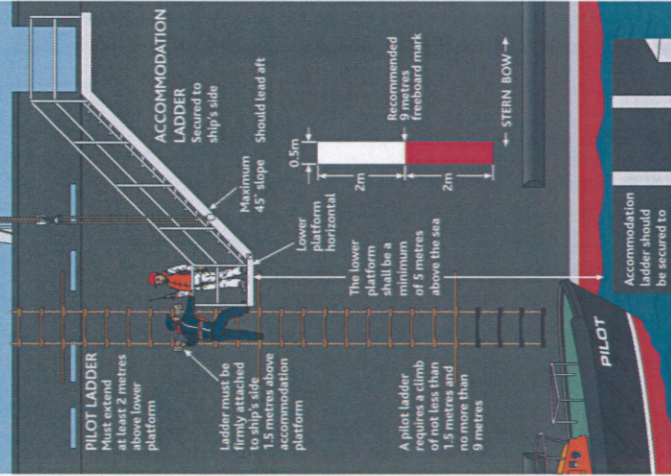 PILOT LADDER
Must extend
at least 2 metres
above lower
platform
Ladder must be
firmly attached
to ship's side
1.5 metres above
accommodation
platform
A pilot ladder
requires a climb
of not less than
1.5 metres and
no more than
9 metres
ACCOMMODATION
LADDER
Secured to
ship's side
Should lead aft
Maximum
45° slope
Lower
platform
horizontal
The lower
platform
shall be a
minimum
of 5 metres
above the sea
0.5m
2m
2m
Recommended
9 metres
freeboard mark
STERN BOW
PILOT
Accommodation
ladder should
be secured to